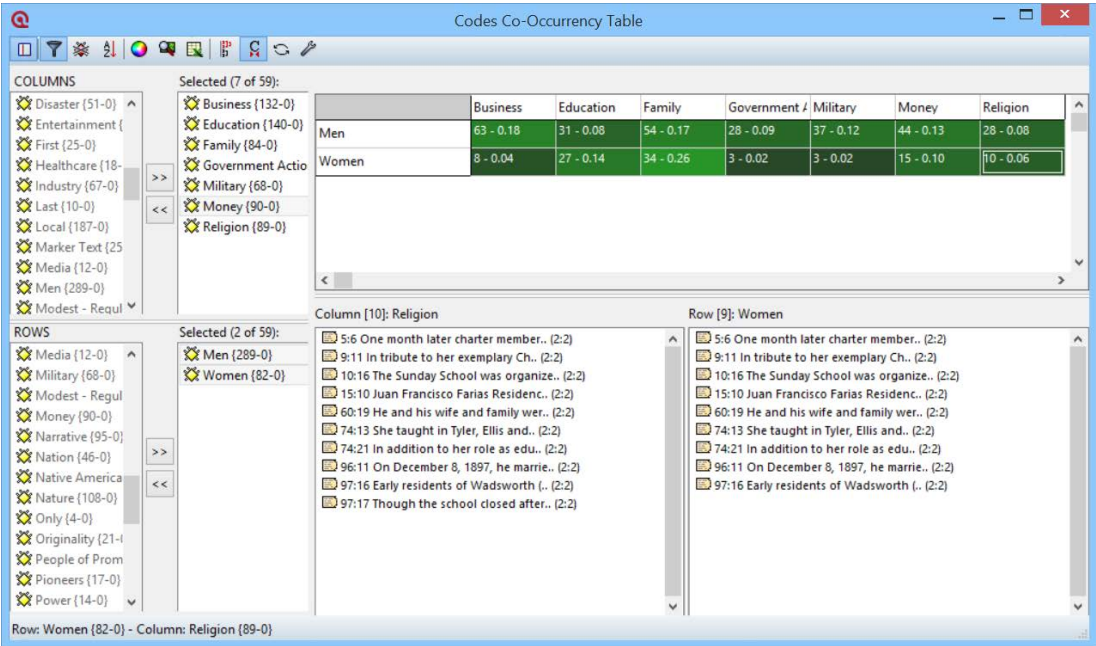 Codes Co-Occurrency Table
COLUMNS
Selected (7 of 59):
Disaster {51-0}
Entertainment {
First {25-0}
Healthcare {18-
Industry {67-0}
Last {10-0}
Local {187-0}
Marker Text {25
Media {12-0}
Men {289-0}
Modest - Regul
>>
<<
Business {132-0}
Education {140-0}
Family {84-0}
Government Actio
Military {68-0}
Money {90-0}
Religion {89-0}
Business Education Family Government A Military Money Religion
Men 63 - 0.18 31 - 0.08 54 - 0.17 28 - 0.09 37 - 0.12 44 - 0.13 28 - 0.08
Women 8 - 0.04 27 - 0.14 34 - 0.26 3 - 0.02 3 - 0.02 15 - 0.10 10 - 0.06
ROWS
Selected (2 of 59):
Media {12-0}
Military {68-0}
Modest - Regul
Money {90-0}
Narrative {95-0}
Nation {46-0}
Native America
Nature {108-0}
Only {4-0}
Originality {21-(
People of Prom
Pioneers {17-0}
Power {14-0}
>>
<<
Men {289-0}
Women {82-0}
Column [10]: Religion
5:6 One month later charter member.. (2:2)
9:11 In tribute to her exemplary Ch.. (2:2)
10:16 The Sunday School was organize.. (2:2)
15:10 Juan Francisco Farias Residenc.. (2:2)
60:19 He and his wife and family wer.. (2:2)
74:13 She taught in Tyler, Ellis and.. (2:2)
74:21 In addition to her role as edu.. (2:2)
96:11 On December 8, 1897, he marrie.. (2:2)
97:16 Early residents of Wadsworth (.. (2:2)
97:17 Though the school closed after.. (2:2)
Row [9]: Women
5:6 One month later charter member.. (2:2)
9:11 In tribute to her exemplary Ch.. (2:2)
10:16 The Sunday School was organize.. (2:2)
15:10 Juan Francisco Farias Residenc.. (2:2)
60:19 He and his wife and family wer.. (2:2)
74:13 She taught in Tyler, Ellis and.. (2:2)
74:21 In addition to her role as edu.. (2:2)
96:11 On December 8, 1897, he marrie.. (2:2)
97:16 Early residents of Wadsworth (.. (2:2)
Row: Women {82-0} - Column: Religion {89-0}